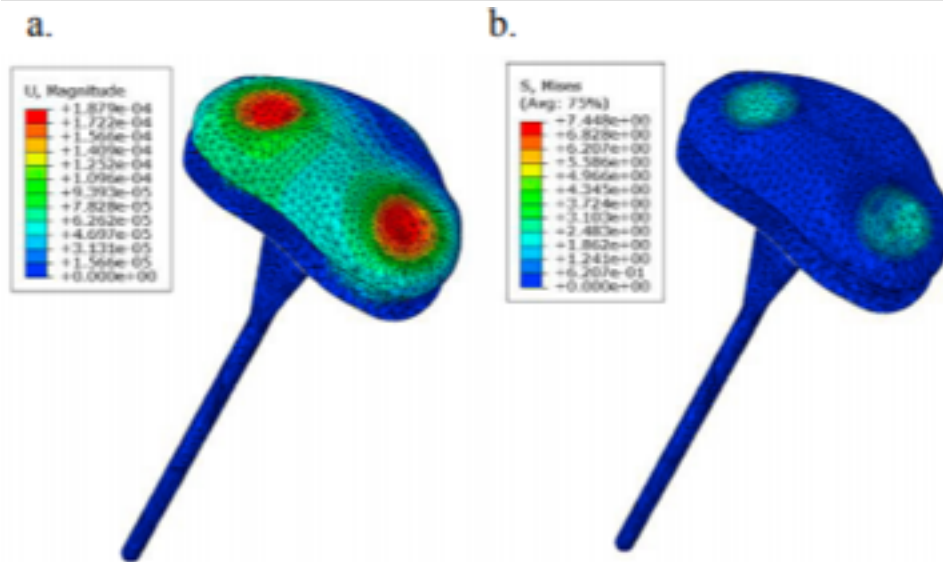 a.
b.
U, Magnitude
+1.879e-04
+1.722e-04
+1.566e-04
+1.409e-04
+1.252e-04
+1.096e-04
+9.393e-05
+7.828e-05
+6.262e-05
+4.697e-05
+3.131e-05
+1.566e-05
+0.000e+00
S, Mises
(Avg: 75%)
+7.448e+00
+6.828e+00
+6.207e+00
+5.586e+00
+4.966e+00
+4.345e+00
+3.724e+00
+3.103e+00
+2.483e+00
+1.862e+00
+1.241e+00
+6.207e-01
+0.000e+00